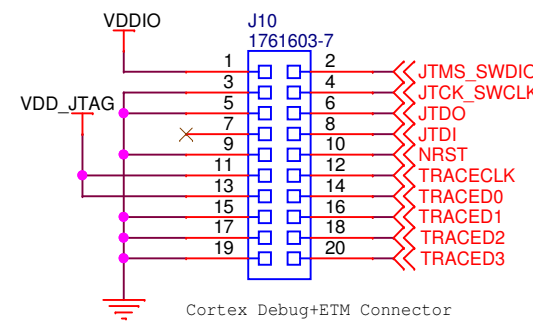 VDDIO
J10
1761603-7
1 2 JTMS_SWDIO
3 4 JTCK_SWCLK
VDD_JTAG
5 6 JTDO
7 8 JTDI
9 10 NRST
11 12 TRACECLK
13 14 TRACED0
15 16 TRACED1
17 18 TRACED2
19 20 TRACED3
Cortex Debug+ETM Connector